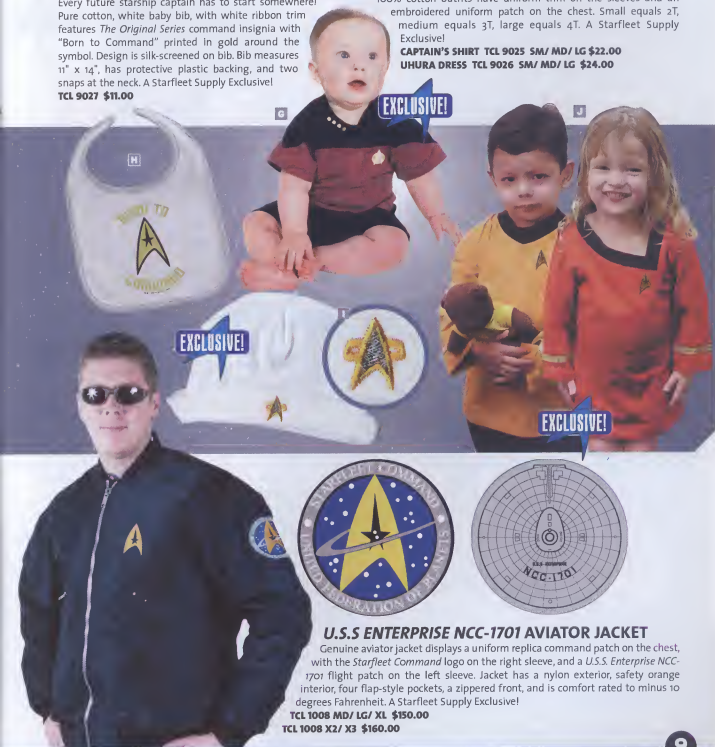 Every future starship captain has to start somewhere!
Pure cotton, white baby bib, with white ribbon trim
features The Original Series command insignia with
"Born to Command" printed in gold around the
symbol. Design is silk-screened on bib. Bib measures
11" x 14", has protective plastic backing, and two
snaps at the neck. A Starfleet Supply Exclusive!
TCL 9027 $11.00
embroidered uniform patch on the chest. Small equals 2T,
medium equals 3T, large equals 4T. A Starfleet Supply
Exclusive!
CAPTAIN'S SHIRT TCL 9025 SM/ MD/ LG $22.00
UHURA DRESS TCL 9026 SM/ MD/ LG $24.00
G
EXCLUSIVE!
J
H
BORN TO
COMMAND
I
EXCLUSIVE!
EXCLUSIVE!
STARFLEET COMMAND
UNITED FEDERATION OF PLANETS
U.S.S. ENTERPRISE
NCC-1701
U.S.S ENTERPRISE NCC-1701 AVIATOR JACKET
Genuine aviator jacket displays a uniform replica command patch on the chest,
with the Starfleet Command logo on the right sleeve, and a U.S.S. Enterprise NCC-
1701 flight patch on the left sleeve. Jacket has a nylon exterior, safety orange
interior, four flap-style pockets, a zippered front, and is comfort rated to minus 10
degrees Fahrenheit. A Starfleet Supply Exclusive!
TCL 1008 MD/ LG/ XL $150.00
TCL 1008 X2/ X3 $160.00
9